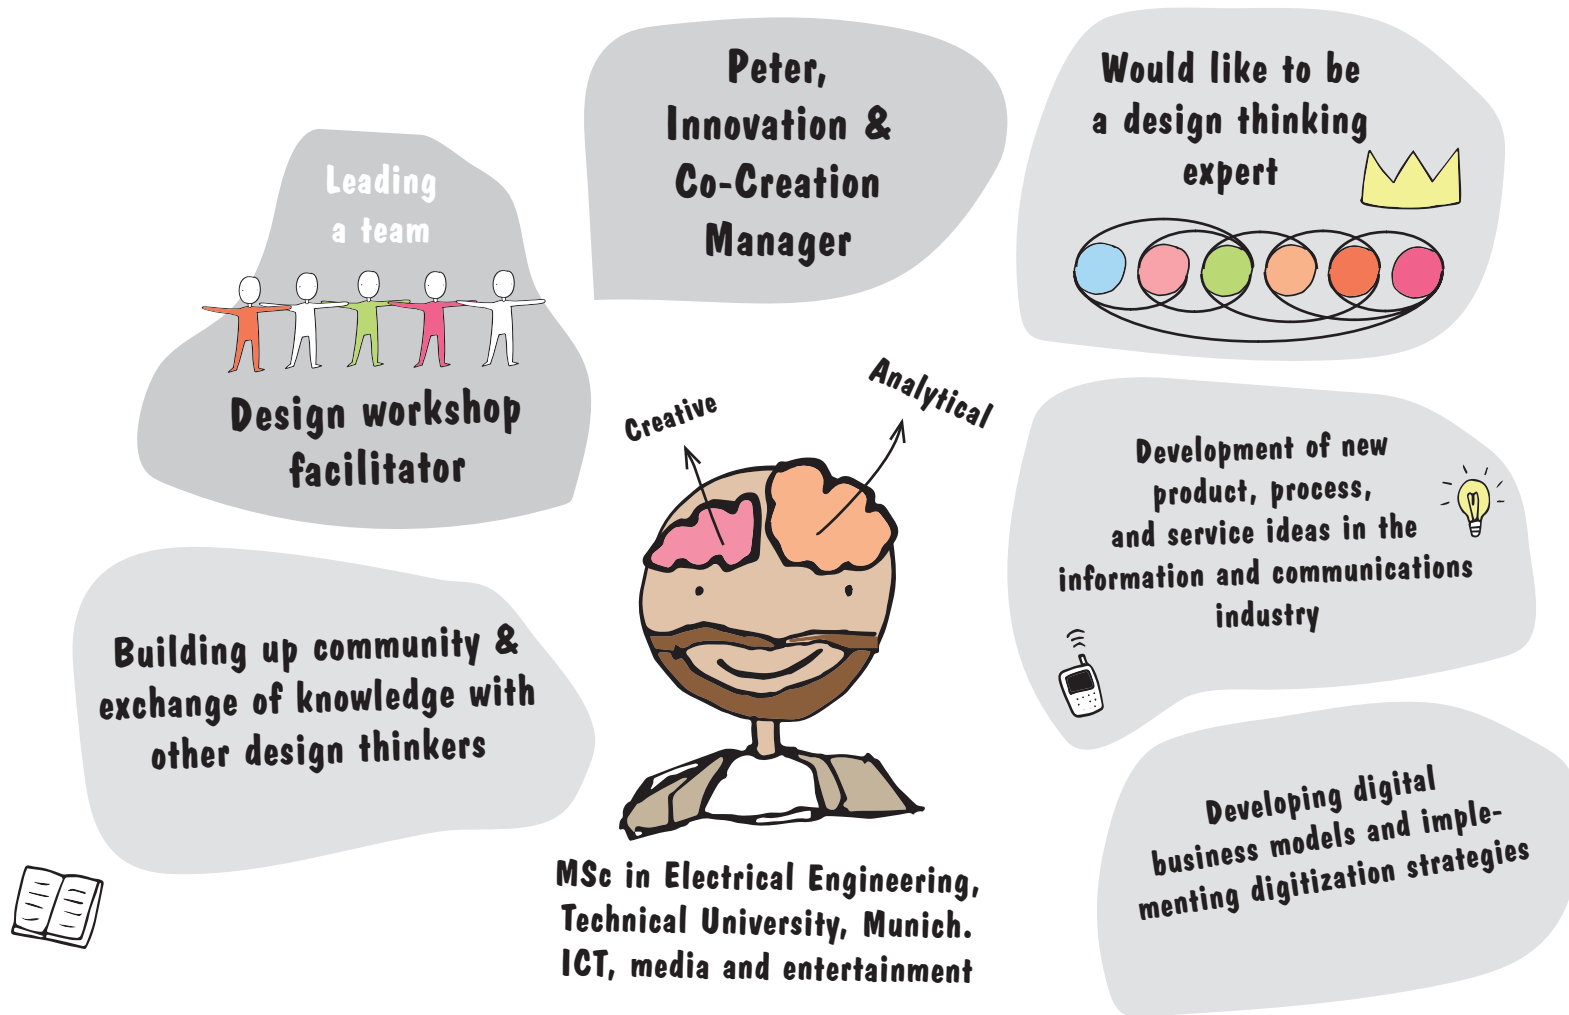 Peter,
Innovation &
Co-Creation
Manager
Would like to be
a design thinking
expert
Leading
a team
Design workshop
facilitator
Creative
Analytical
Development of new
product, process,
and service ideas in the
information and communications
industry
Building up community &
exchange of knowledge with
other design thinkers
Developing digital
business models and imple-
menting digitization strategies
MSc in Electrical Engineering,
Technical University, Munich.
ICT, media and entertainment